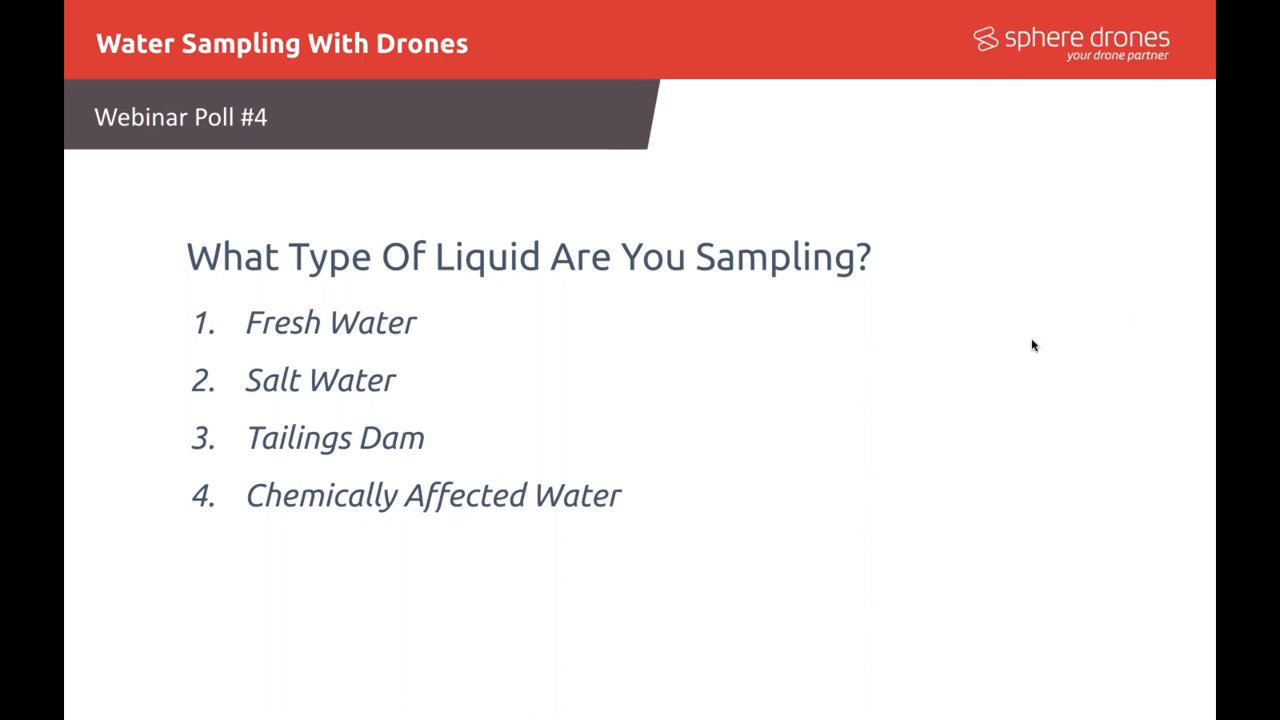 Water Sampling With Drones
sphere drones
your drone partner
Webinar Poll #4
What Type Of Liquid Are You Sampling?
1. Fresh Water
2. Salt Water
3. Tailings Dam
4. Chemically Affected Water